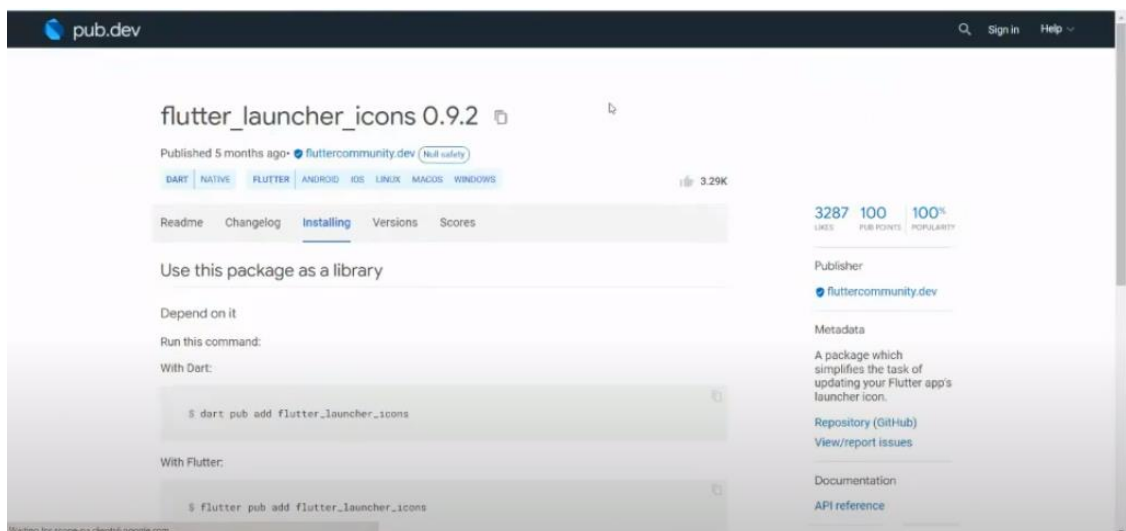 pub.dev
Sign in
Help
flutter_launcher_icons 0.9.2
Published 5 months ago • fluttercommunity.dev Null safety
DART NATIVE FLUTTER ANDROID IOS LINUX MACOS WINDOWS
3.29K
Readme Changelog Installing Versions Scores
Use this package as a library
Depend on it
Run this command:
With Dart:
$ dart pub add flutter_launcher_icons
With Flutter:
$ flutter pub add flutter_launcher_icons
3287 100 100%
LIKES PUB POINTS POPULARITY
Publisher
fluttercommunity.dev
Metadata
A package which
simplifies the task of
updating your Flutter app's
launcher icon.
Repository (GitHub)
View/report issues
Documentation
API reference